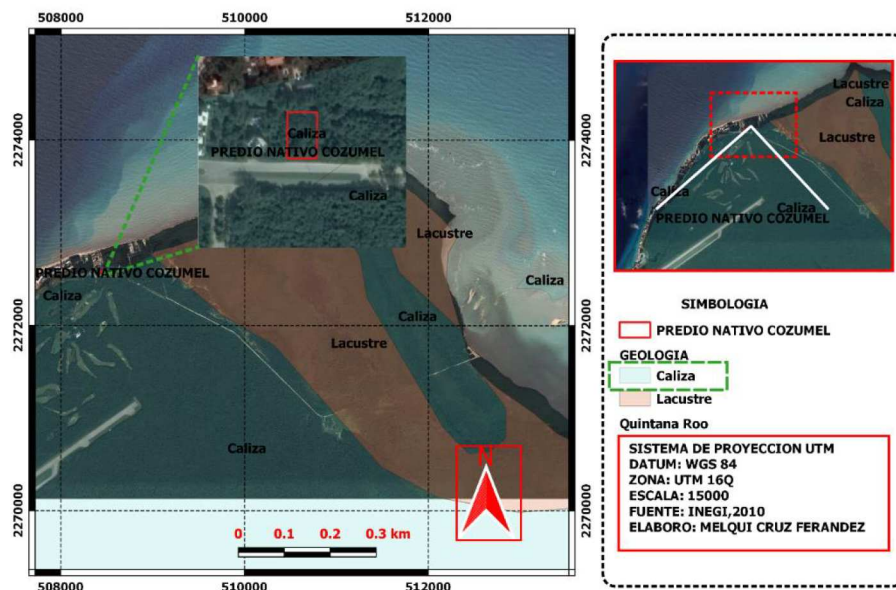 508000 510000 512000
2274000
2274000
2272000
2272000
2270000
2270000
Caliza
PREDIO NATIVO COZUMEL
Caliza
Lacustre
Caliza
PREDIO NATIVO COZUMEL
Caliza
Caliza
Lacustre
Caliza
N
0 0.1 0.2 0.3 km
508000 510000 512000
Lacustre
Caliza
Lacustre
Caliza
Caliza
PREDIO NATIVO COZUMEL
SIMBOLOGIA
PREDIO NATIVO COZUMEL
GEOLOGIA
Caliza
Lacustre
Quintana Roo
SISTEMA DE PROYECCION UTM
DATUM: WGS 84
ZONA: UTM 16Q
ESCALA: 15000
FUENTE: INEGI,2010
ELABORO: MELQUI CRUZ FERANDEZ